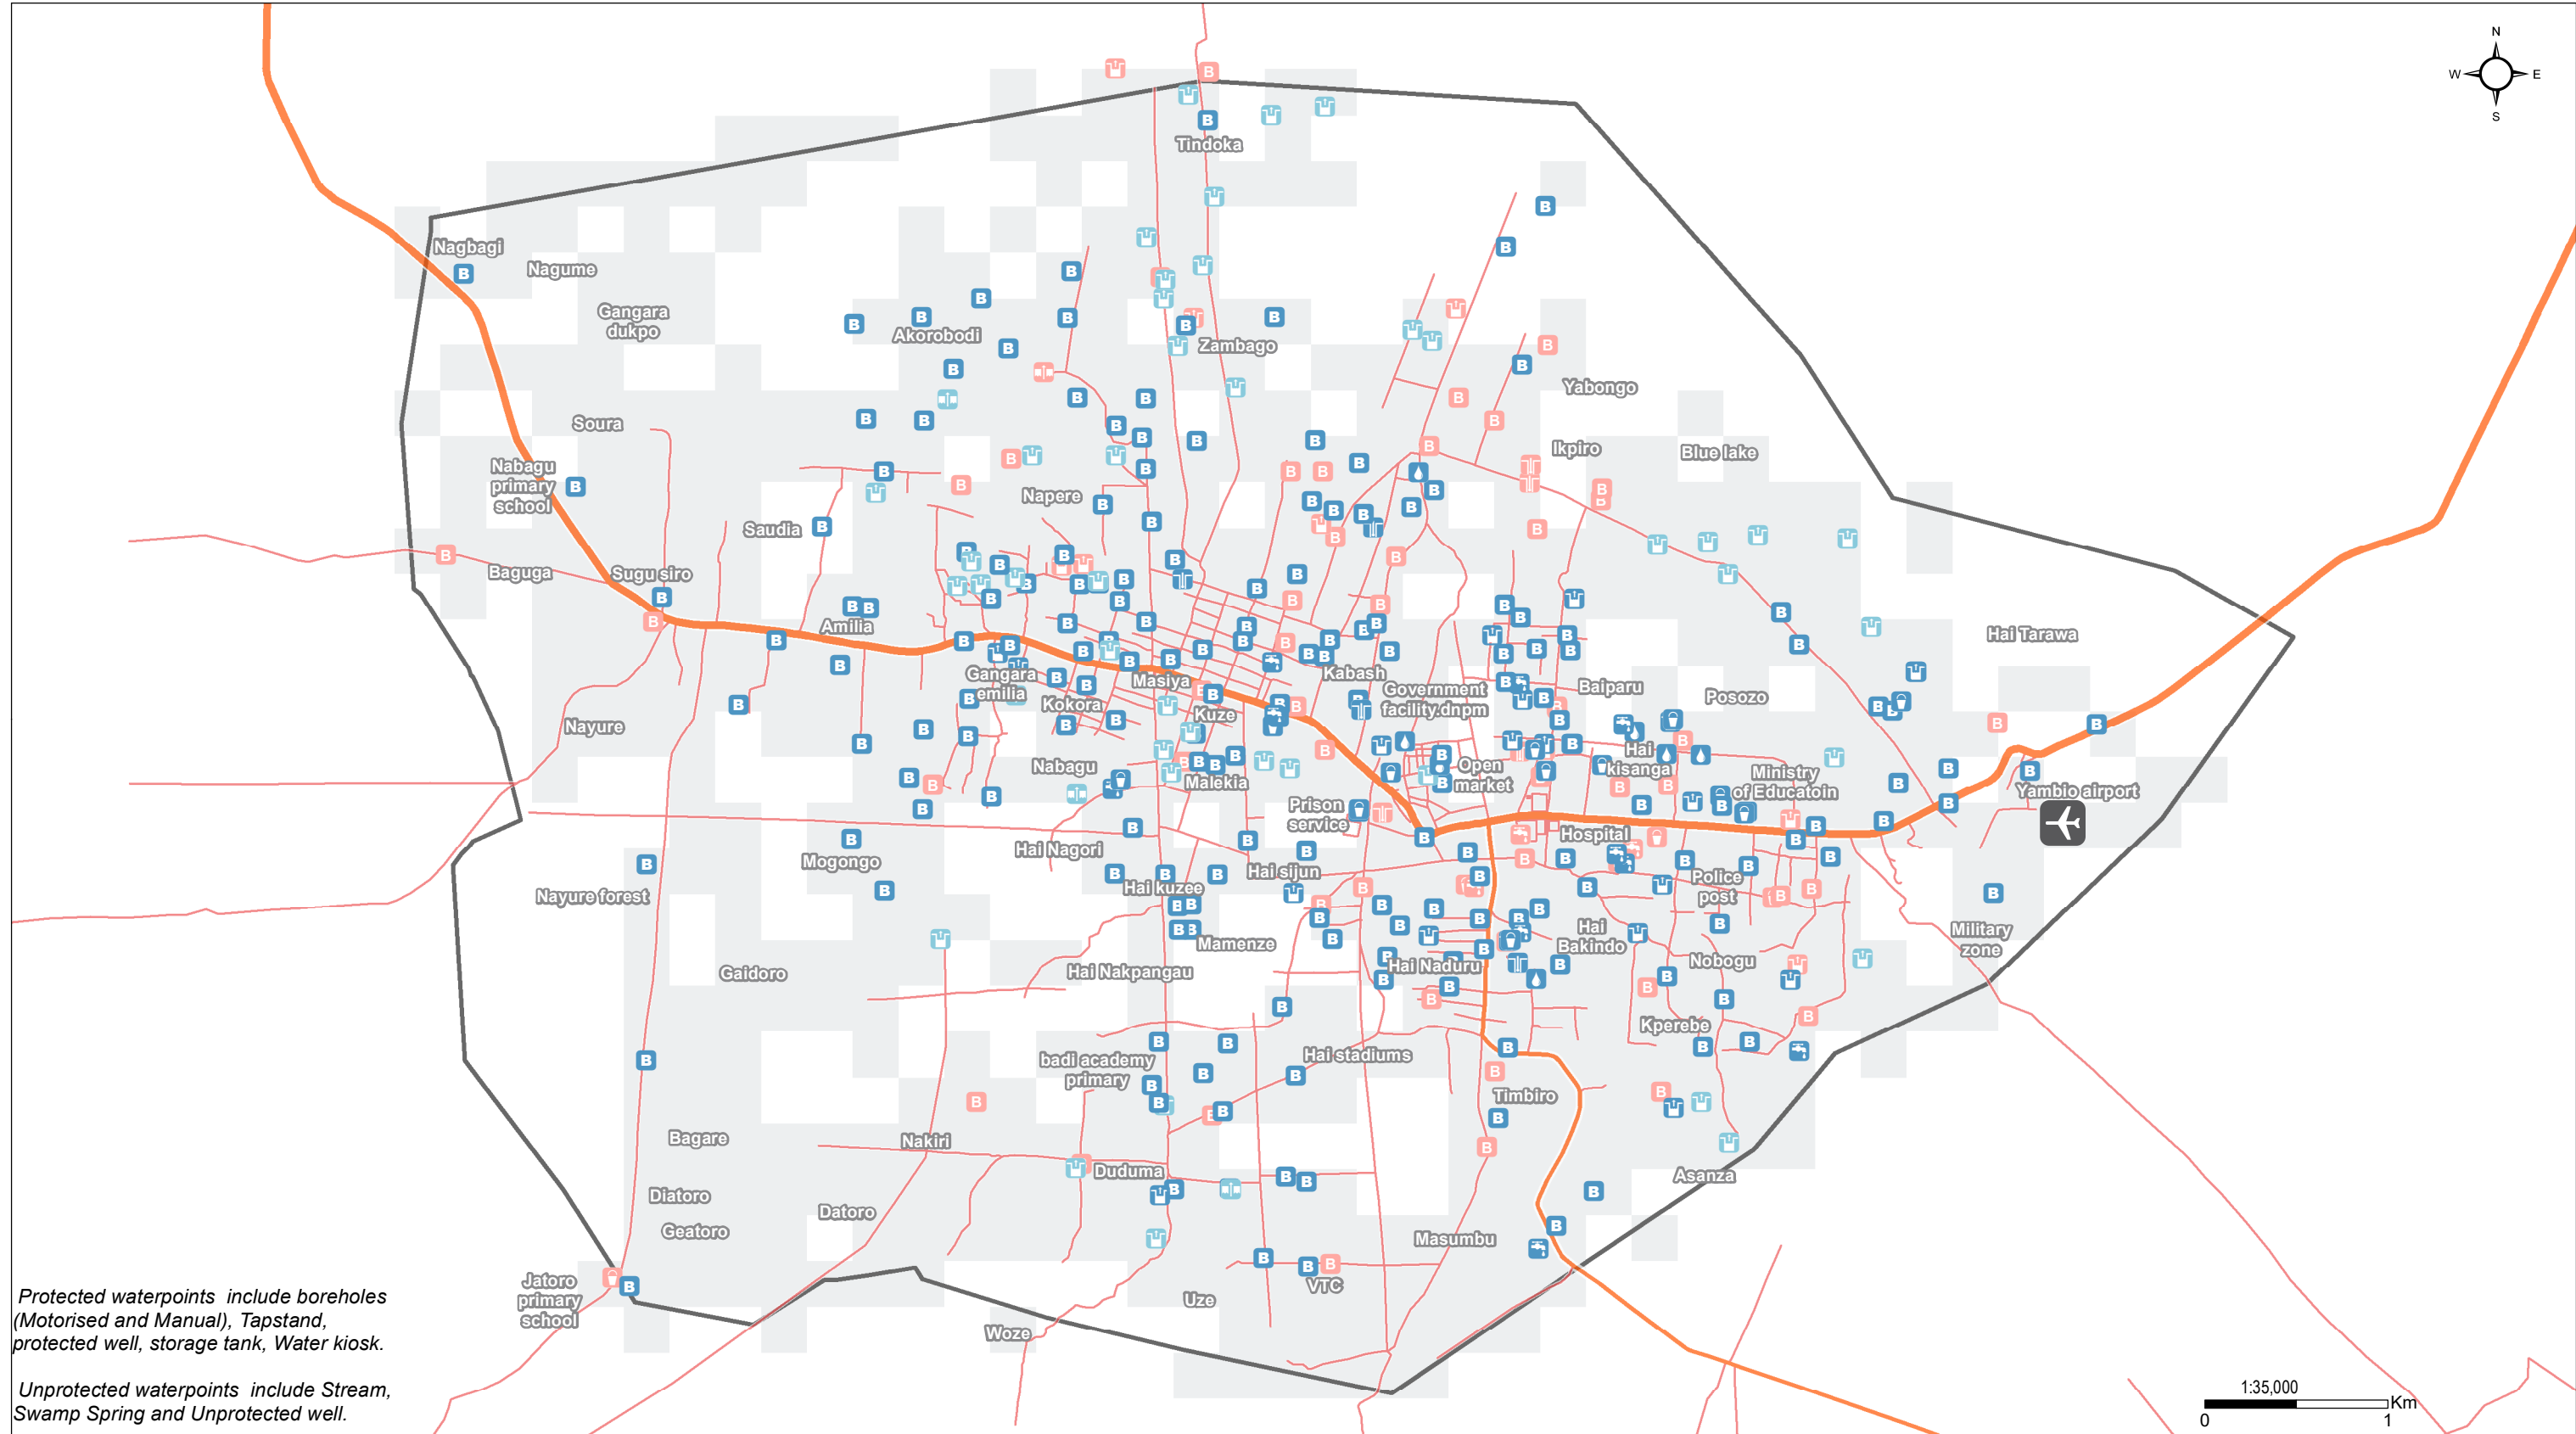 N
W
E
S
Tindoka
Nagbagi
Nagume
Gangara
dukpo
Akorobodi
Zambago
Yabongo
Soura
Ikpiro
Blue lake
Nabagu
primary
school
Napere
Saudia
Baguga
Sugu siro
Amilia
Hai Tarawa
Gangara
emilia
Masiya
Kabash
Kokora
Kuze
Government
facility.dnpm
Baiparu
Posozo
Nayure
Nabagu
Malekia
Open
market
Hai
kisanga
Ministry
of Educatoin
Yambio airport
Prison
service
Hospital
Mogongo
Hai Nagori
Hai sijun
Hai kuzee
Police
post
Nayure forest
Mamenze
Hai
Bakindo
Military
zone
Gaidoro
Hai Nakpangau
Hai Naduru
Nobogu
Kperebe
badi academy
primary
Hai stadiums
Timbiro
Bagare
Nakiri
Duduma
Asanza
Diatoro
Datoro
Geatoro
Masumbu
Jatoro
primary
school
VTC
Uze
Woze
Protected waterpoints include boreholes
(Motorised and Manual), Tapstand,
protected well, storage tank, Water kiosk.
Unprotected waterpoints include Stream,
Swamp Spring and Unprotected well.
1:35,000
Km
0 1